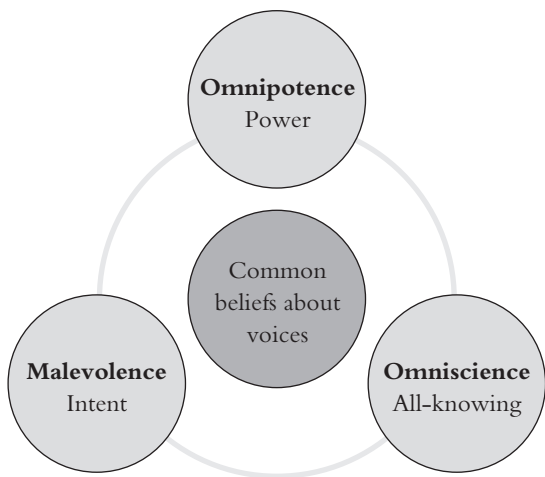 Omnipotence
Power
Common
beliefs about
voices
Malevolence
Intent
Omniscience
All-knowing